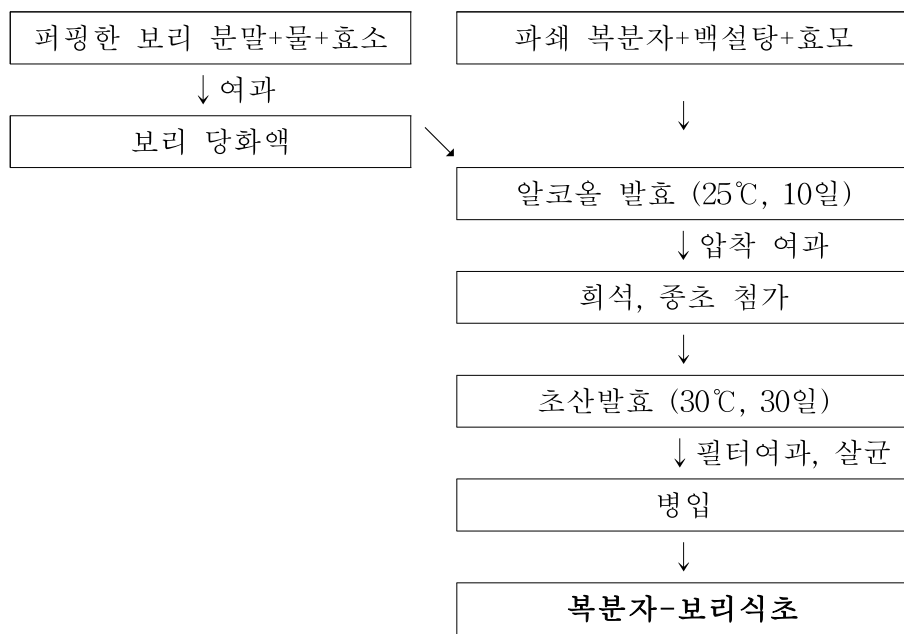 퍼핑한 보리 분말+물+효소
파쇄 복분자+백설탕+효모
↓여과
↓
보리 당화액
↘
알코올 발효 (25℃, 10일)
↓압착 여과
희석, 종초 첨가
↓
초산발효 (30℃, 30일)
↓필터여과, 살균
병입
↓
복분자-보리식초